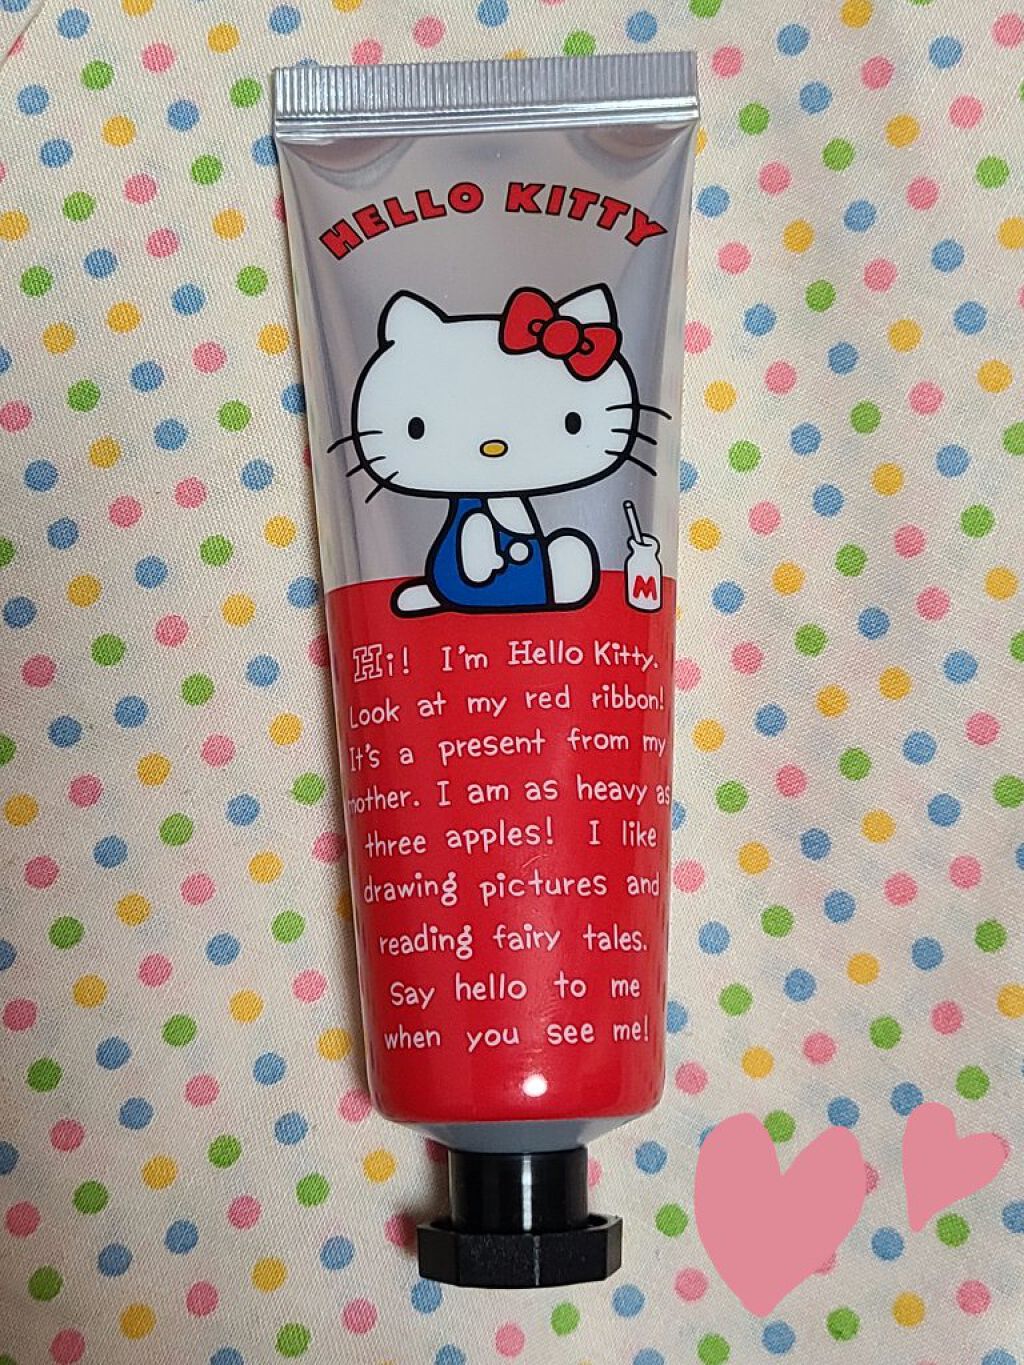 HELLO KITTY
M
Hi! I'm Hello Kitty.
Look at my red ribbon!
It's a present from my
mother. I am as heavy as
three apples! I like
drawing pictures and
reading fairy tales.
Say hello to me
when you see me!